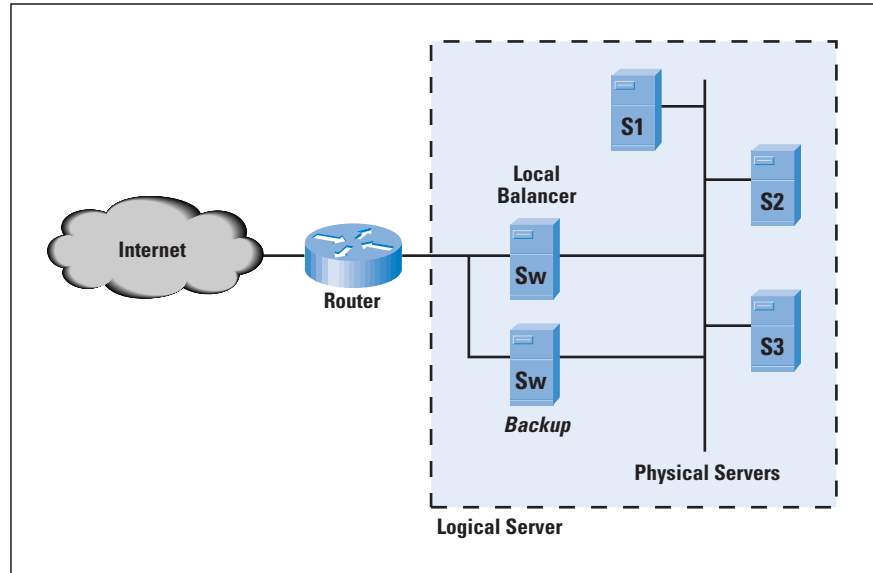 S1
Local
Balancer
S2
Internet
Sw
Router
S3
Sw
Backup
Physical Servers
Logical Server